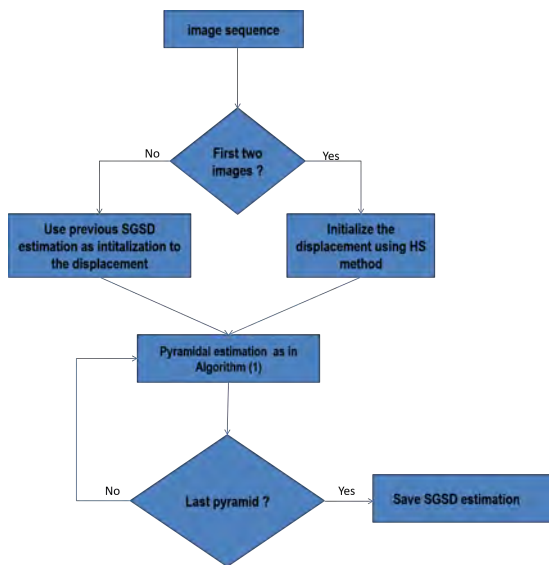 image sequence
First two
images ?
No
Yes
Use previous SGSD
estimation as intitalization to
the displacement
Initialize the
displacement using HS
method
Pyramidal estimation as in
Algorithm (1)
Last pyramid ?
No
Yes
Save SGSD estimation